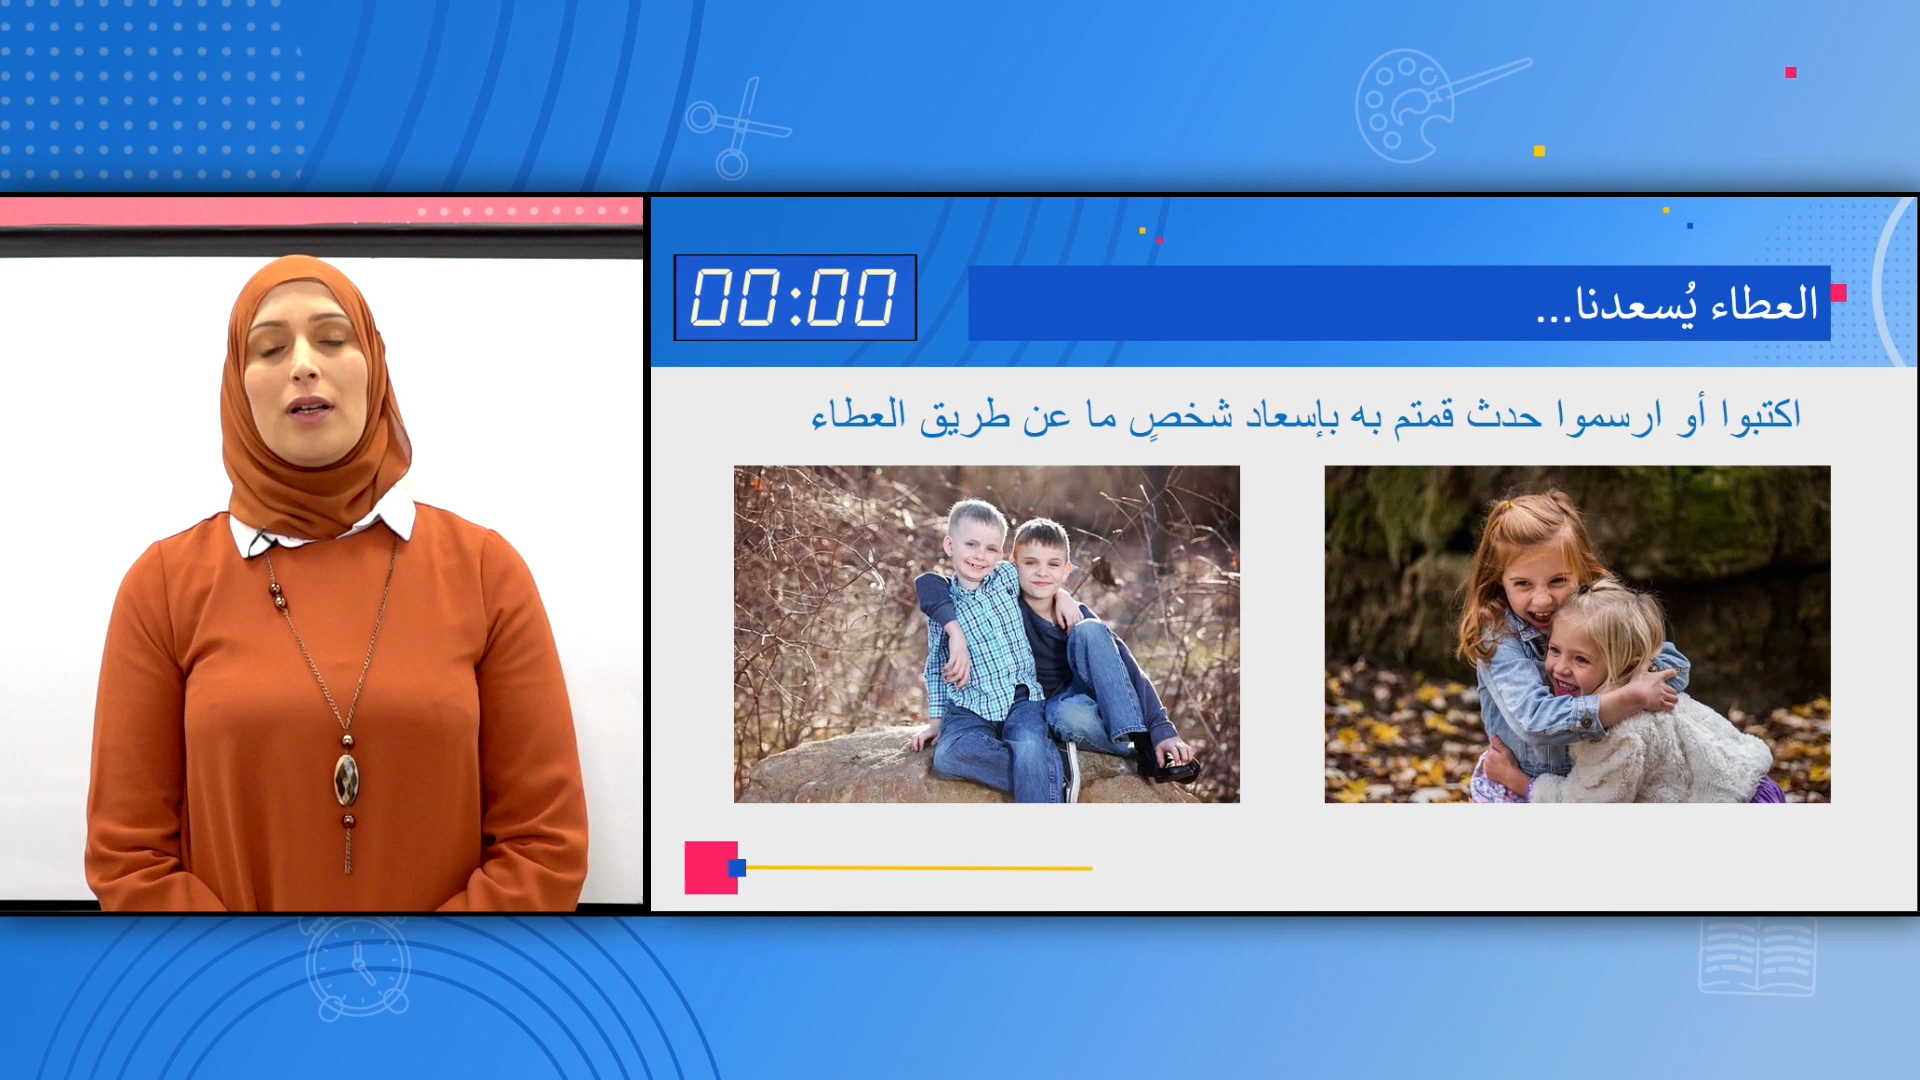 العطاء يُسعدنا...
00:00
اكتبوا أو ارسموا حدث قمتم به بإسعاد شخصٍ ما عن طريق العطاء